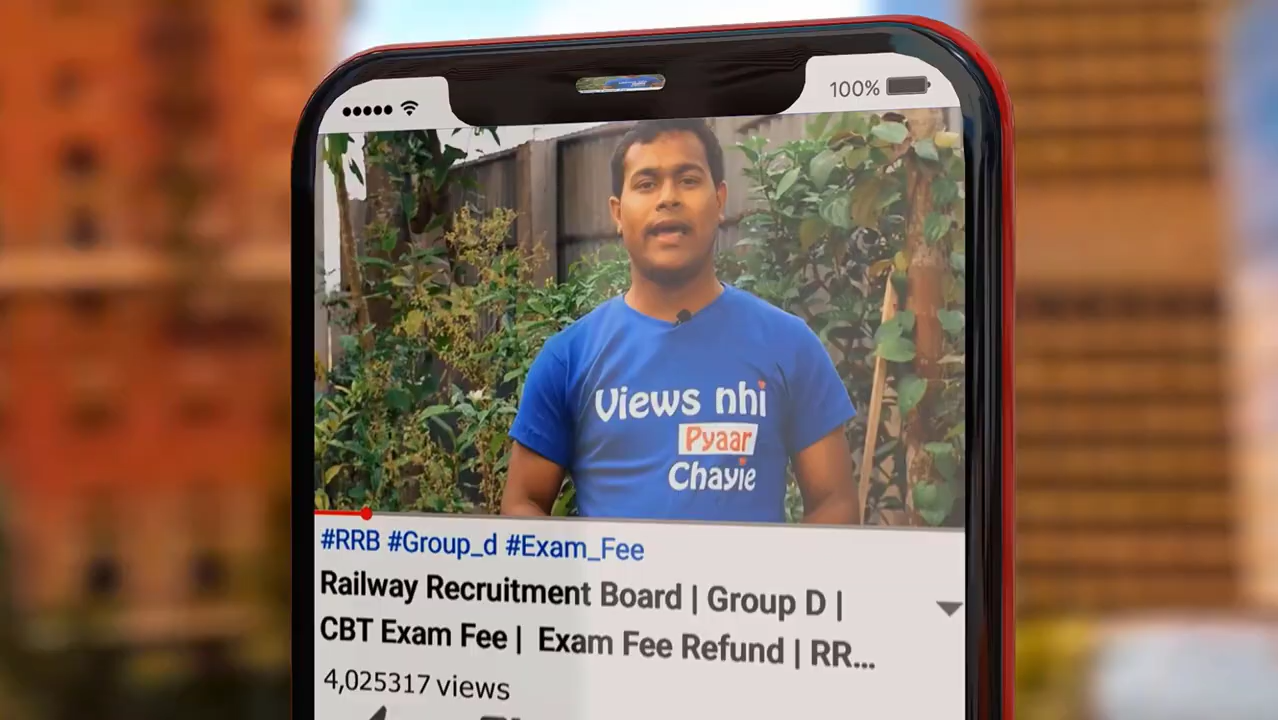 100%
Views nhi
Pyaar
Chayie
#RRB #Group_d #Exam_Fee
Railway Recruitment Board | Group D |
CBT Exam Fee | Exam Fee Refund | RR...
4,025317 views